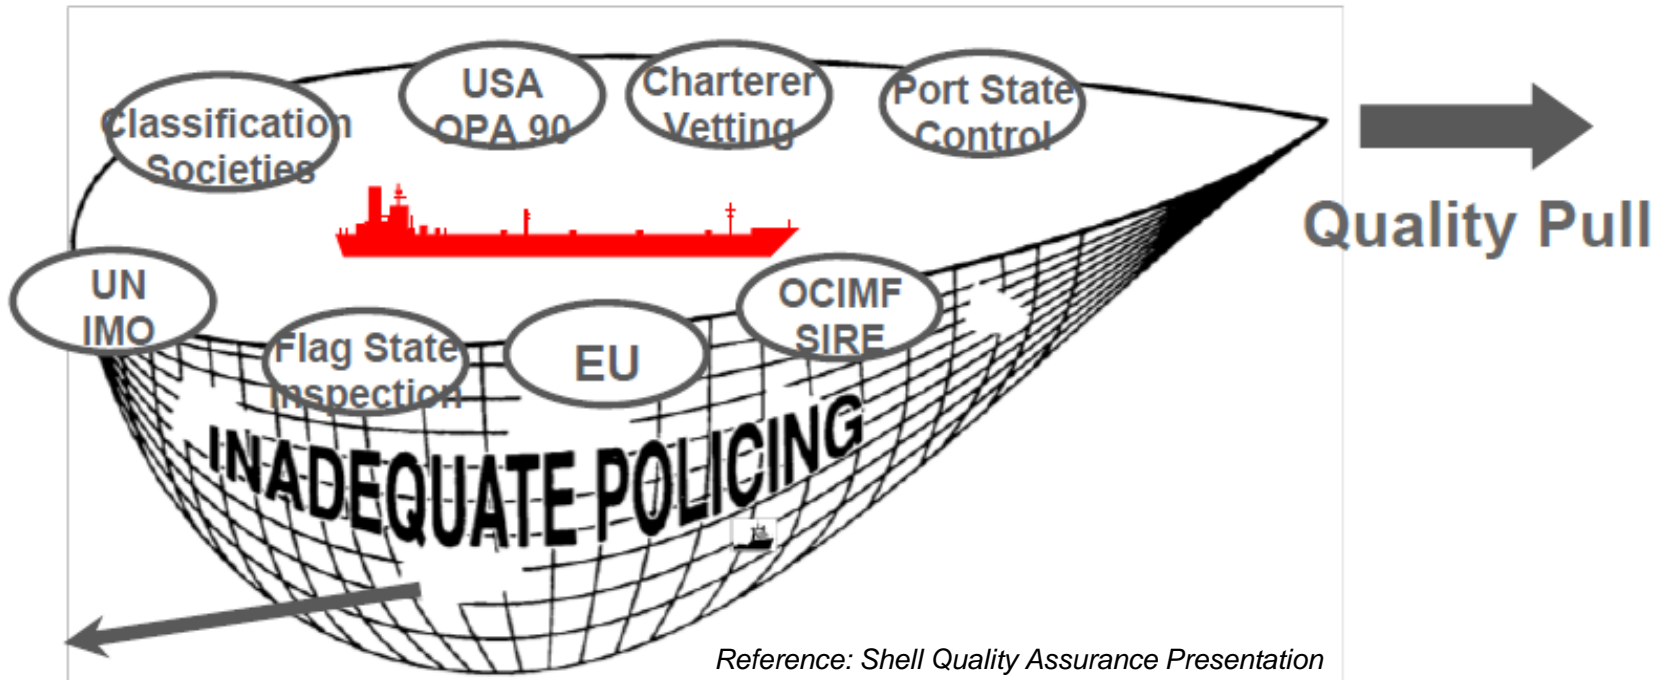 USA
OPA 90
Charterer
Vetting
Port State
Control
Classification
Societies
Quality Pull
UN
IMO
Flag State
Inspection
EU
OCIMF
SIRE
INADEQUATE POLICING
Reference: Shell Quality Assurance Presentation